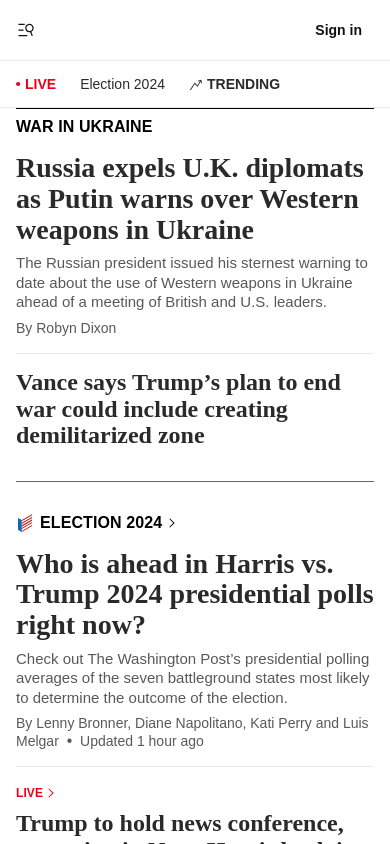 Sign in
LIVE Election 2024 TRENDING
WAR IN UKRAINE
Russia expels U.K. diplomats
as Putin warns over Western
weapons in Ukraine
The Russian president issued his sternest warning to
date about the use of Western weapons in Ukraine
ahead of a meeting of British and U.S. leaders.
By Robyn Dixon
Vance says Trump’s plan to end
war could include creating
demilitarized zone
ELECTION 2024
Who is ahead in Harris vs.
Trump 2024 presidential polls
right now?
Check out The Washington Post’s presidential polling
averages of the seven battleground states most likely
to determine the outcome of the election.
By Lenny Bronner, Diane Napolitano, Kati Perry and Luis
Melgar • Updated 1 hour ago
LIVE
Trump to hold news conference,